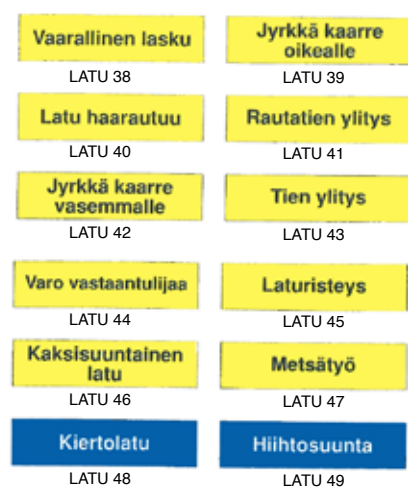 Vaarallinen lasku
LATU 38
Jyrkkä kaarre
oikealle
LATU 39
Latu haarautuu
LATU 40
Rautatien ylitys
LATU 41
Jyrkkä kaarre
vasemmalle
LATU 42
Tien ylitys
LATU 43
Varo vastaantulijaa
LATU 44
Laturisteys
LATU 45
Kaksisuuntainen
latu
LATU 46
Metsätyö
LATU 47
Kiertolatu
LATU 48
Hiihtosuunta
LATU 49